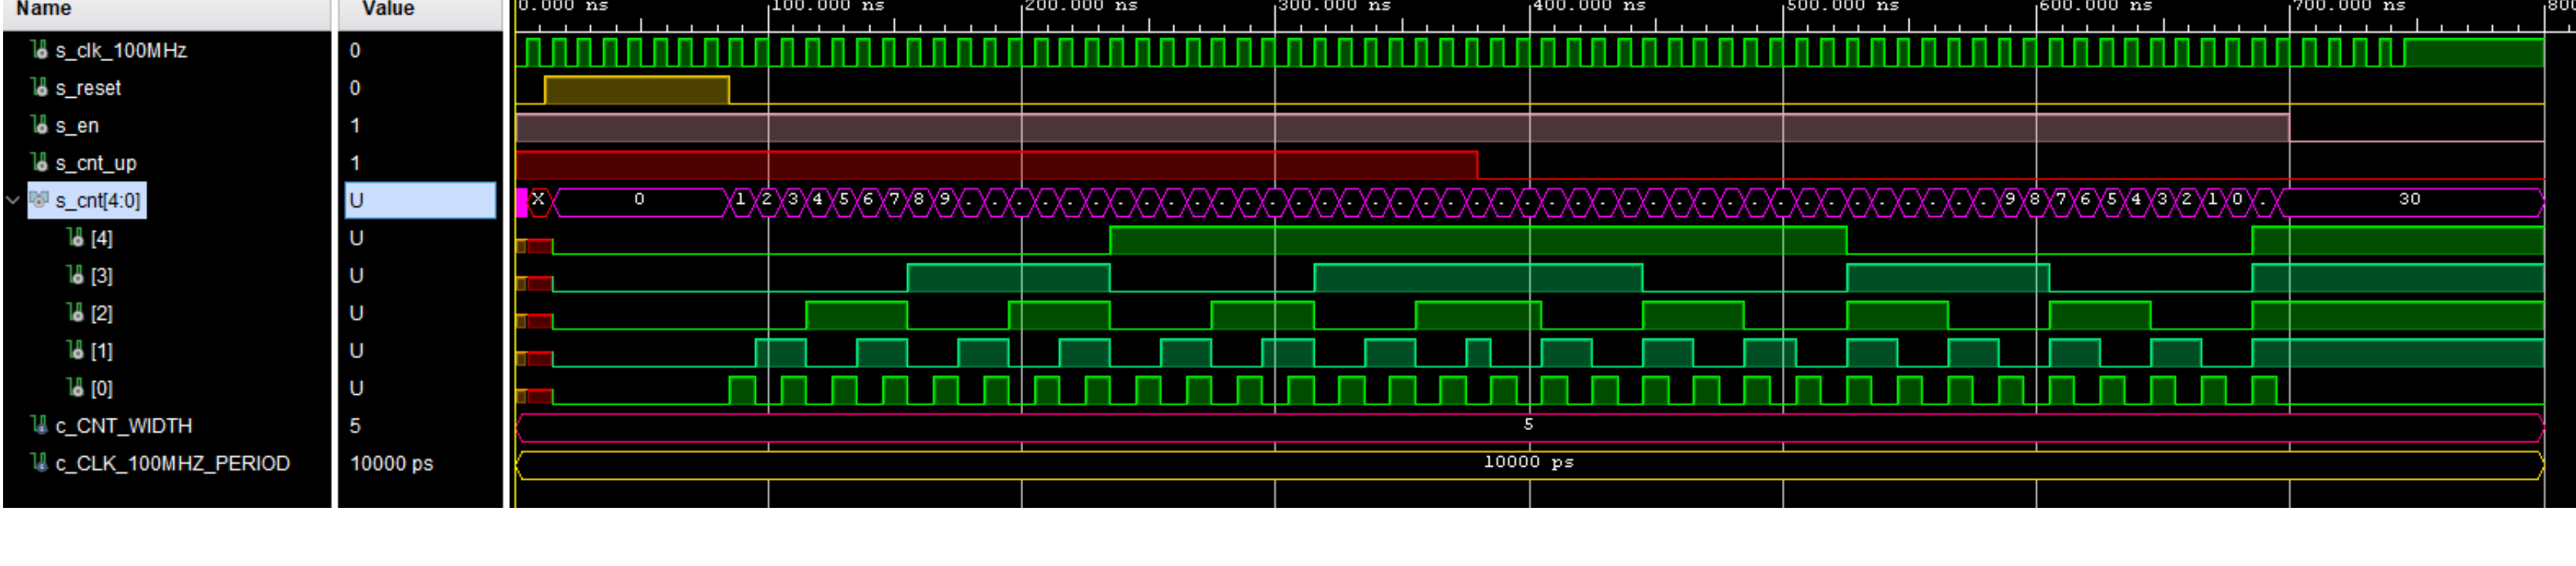 Name Value 0.000 ns 100.000 ns 200.000 ns 300.000 ns 400.000 ns 500.000 ns 600.000 ns 700.000 ns 800
s_clk_100MHz 0
s_reset 0
s_en 1
s_cnt_up 1
s_cnt[4:0] U X 0 1 2 3 4 5 6 7 8 9 . . . . . . . . . . . . . . . . . . . . . . . . . . . . . . . . . . . . . . . . . 9 8 7 6 5 4 3 2 1 0 . 30
[4] U
[3] U
[2] U
[1] U
[0] U
c_CNT_WIDTH 5 5
c_CLK_100MHZ_PERIOD 10000 ps 10000 ps